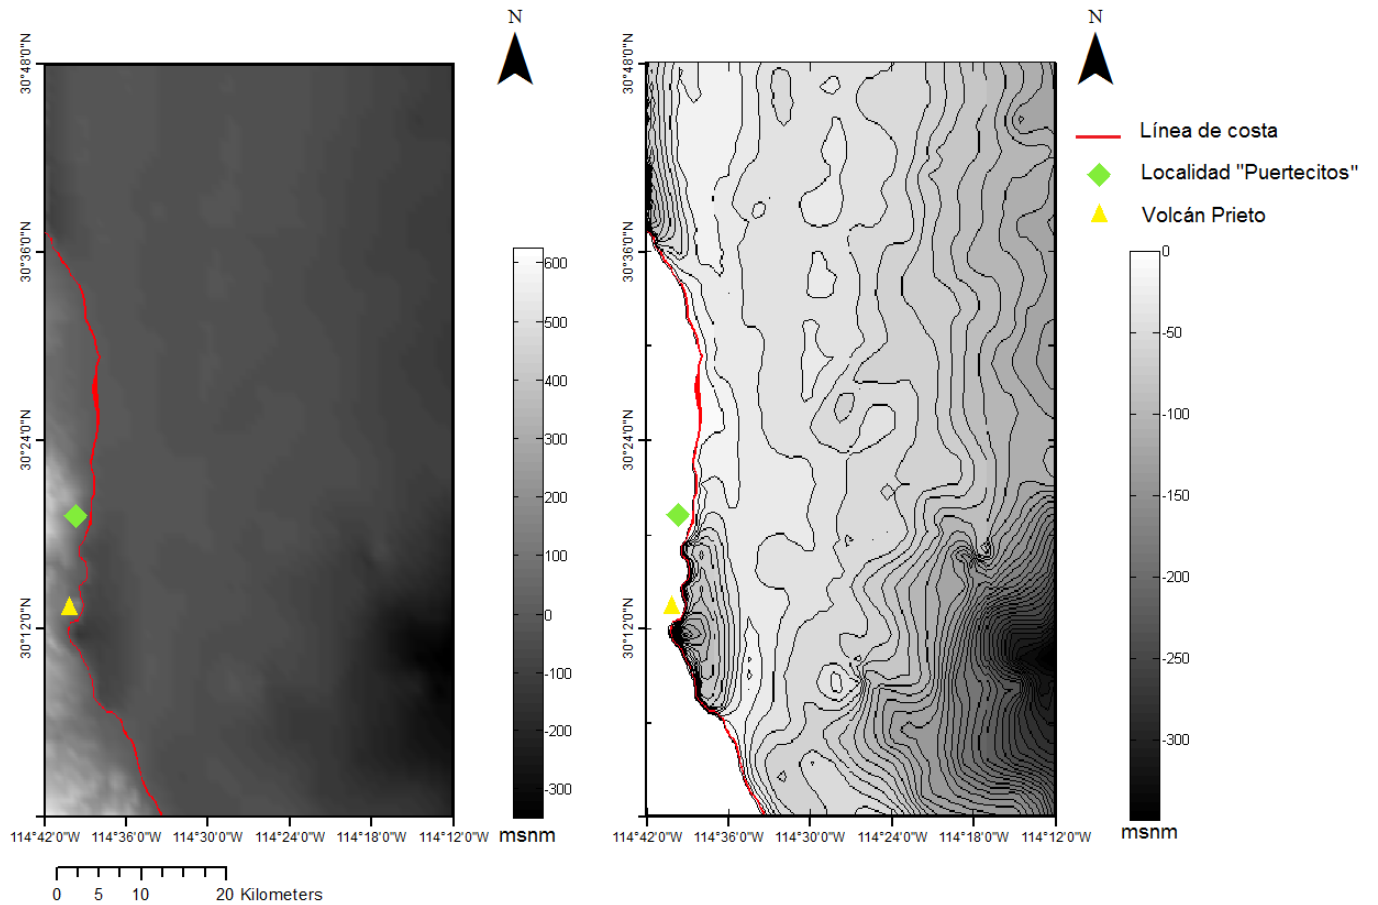 N
30°48'0"N
30°36'0"N
30°24'0"N
30°12'0"N
600
500
400
300
200
100
0
-100
-200
-300
msnm
114°42'0"W 114°36'0"W 114°30'0"W 114°24'0"W 114°18'0"W 114°12'0"W
0 5 10 20 Kilometers
N
30°48'0"N
30°36'0"N
30°24'0"N
30°12'0"N
Línea de costa
Localidad "Puertecitos"
Volcán Prieto
0
-50
-100
-150
-200
-250
-300
msnm
114°42'0"W 114°36'0"W 114°30'0"W 114°24'0"W 114°18'0"W 114°12'0"W